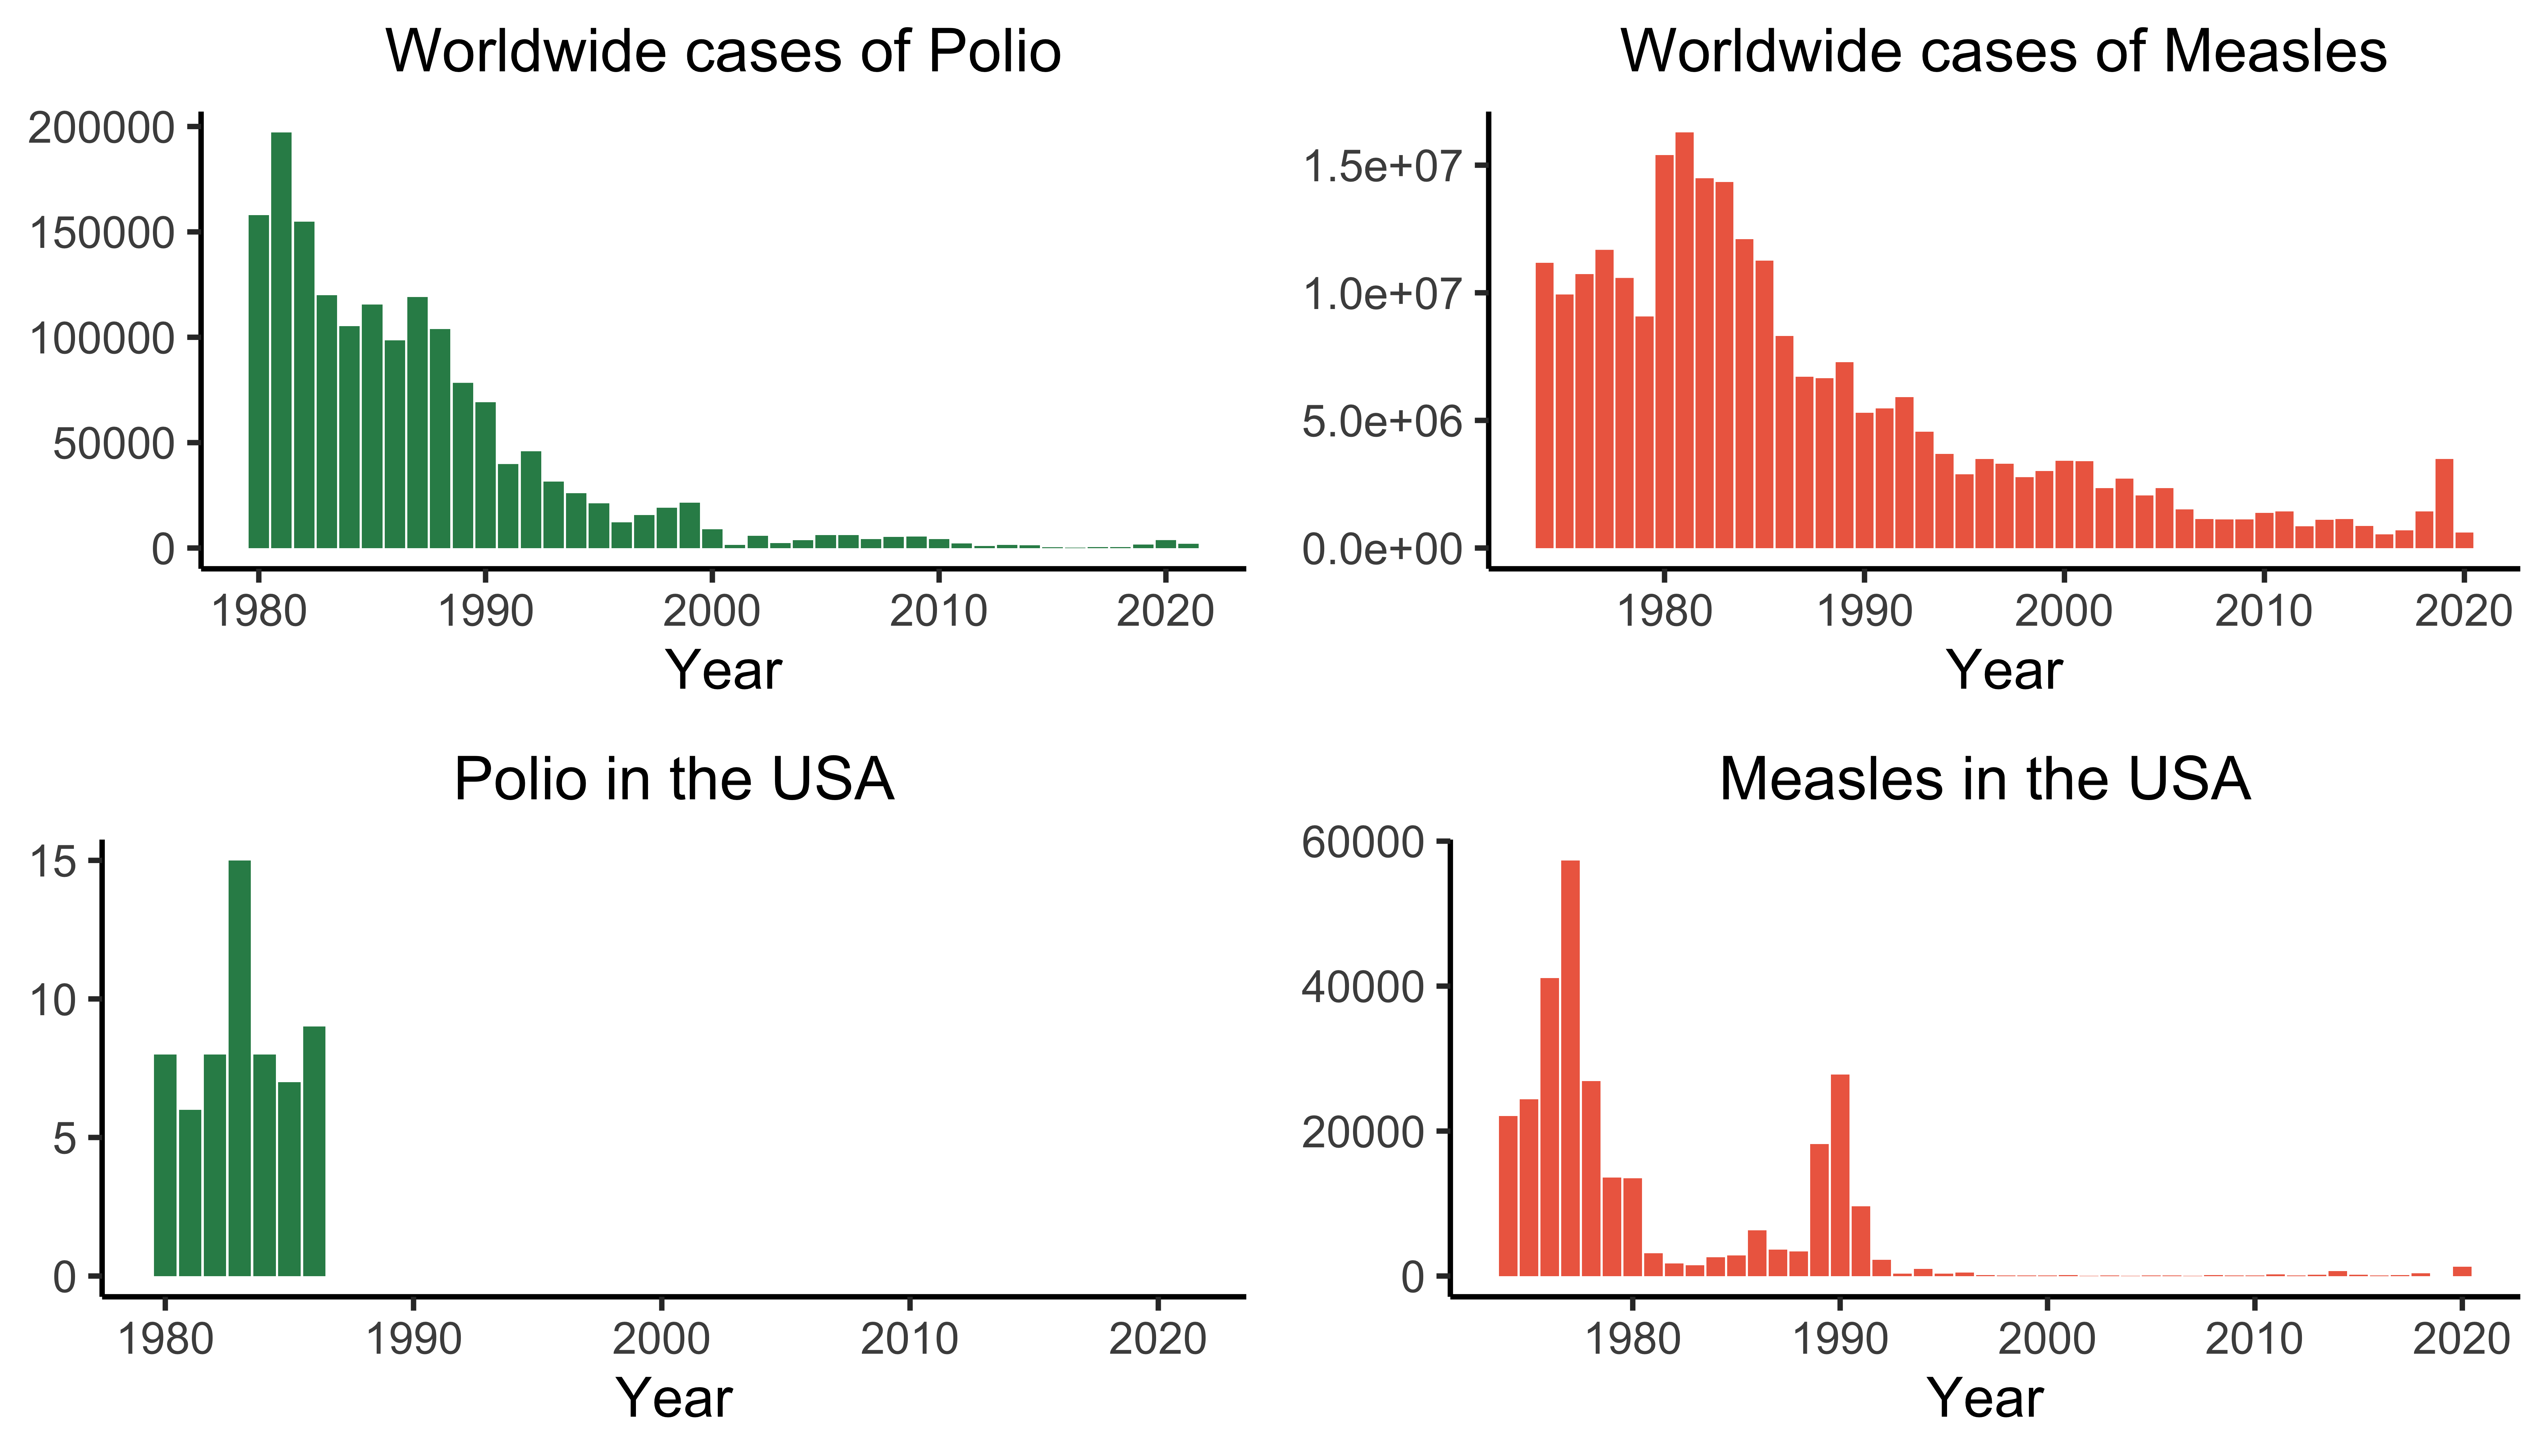 Worldwide cases of Polio
200000
150000
100000
50000
0
1980 1990 2000 2010 2020
Year
Worldwide cases of Measles
1.5e+07
1.0e+07
5.0e+06
0.0e+00
1980 1990 2000 2010 2020
Year
Polio in the USA
15
10
5
0
1980 1990 2000 2010 2020
Year
Measles in the USA
60000
40000
20000
0
1980 1990 2000 2010 2020
Year